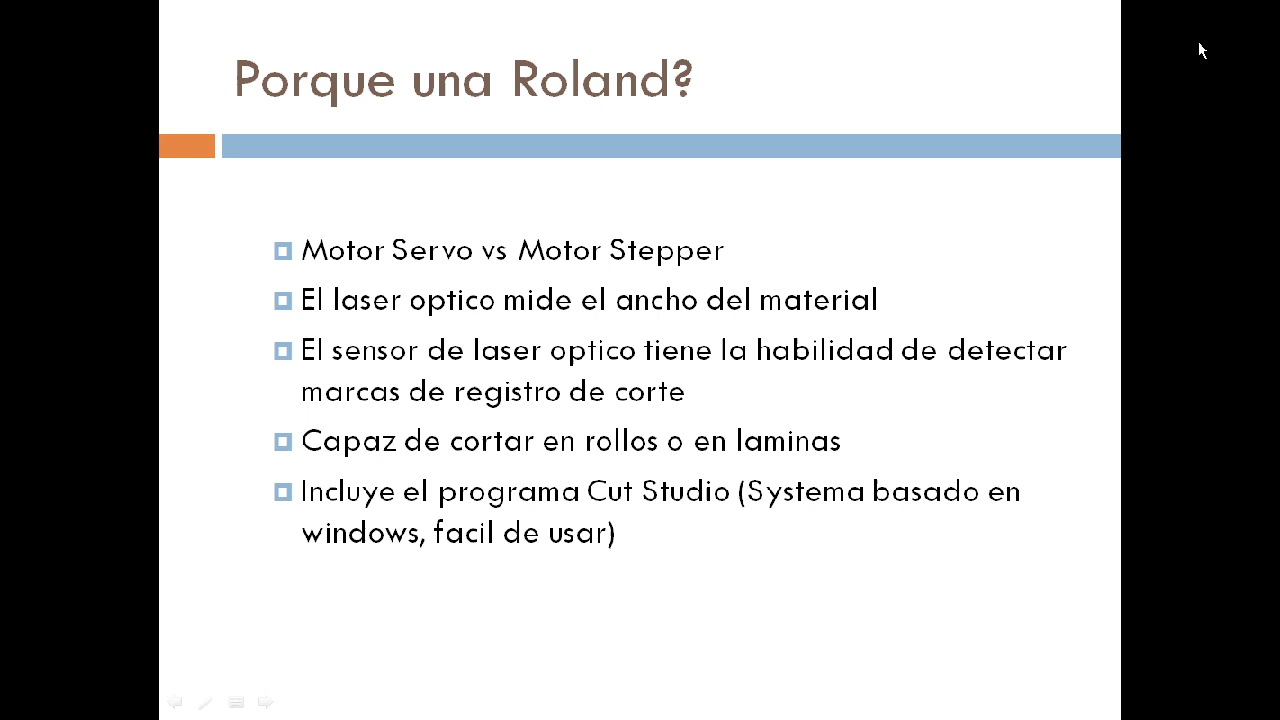 Porque una Roland?
Motor Servo vs Motor Stepper
El laser optico mide el ancho del material
El sensor de laser optico tiene la habilidad de detectar
marcas de registro de corte
Capaz de cortar en rollos o en laminas
Incluye el programa Cut Studio (Systema basado en
windows, facil de usar)